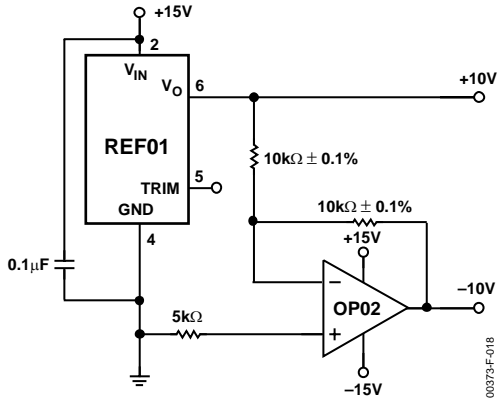 +15V
2
VIN
VO
6
+10V
REF01
10kΩ ± 0.1%
5
TRIM
10kΩ ± 0.1%
GND
+15V
4
0.1µF
–
OP02
–10V
5kΩ
+
–15V
00373-F-018